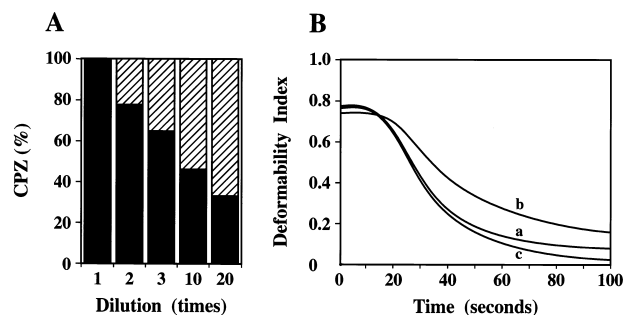 A
100
80
60
40
20
0
CPZ (%)
1 2 3 10 20
Dilution (times)
B
1.0
0.8
0.6
0.4
0.2
0
Deformability Index
b
a
c
0 20 40 60 80 100
Time (seconds)